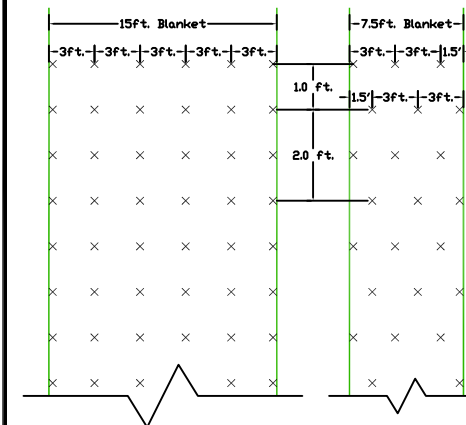 15ft. Blanket
7.5ft. Blanket
3ft. 3ft. 3ft. 3ft. 3ft.
3ft. 3ft. 1.5'
1.0 ft.
1.5' 3ft. 3ft.
2.0 ft.